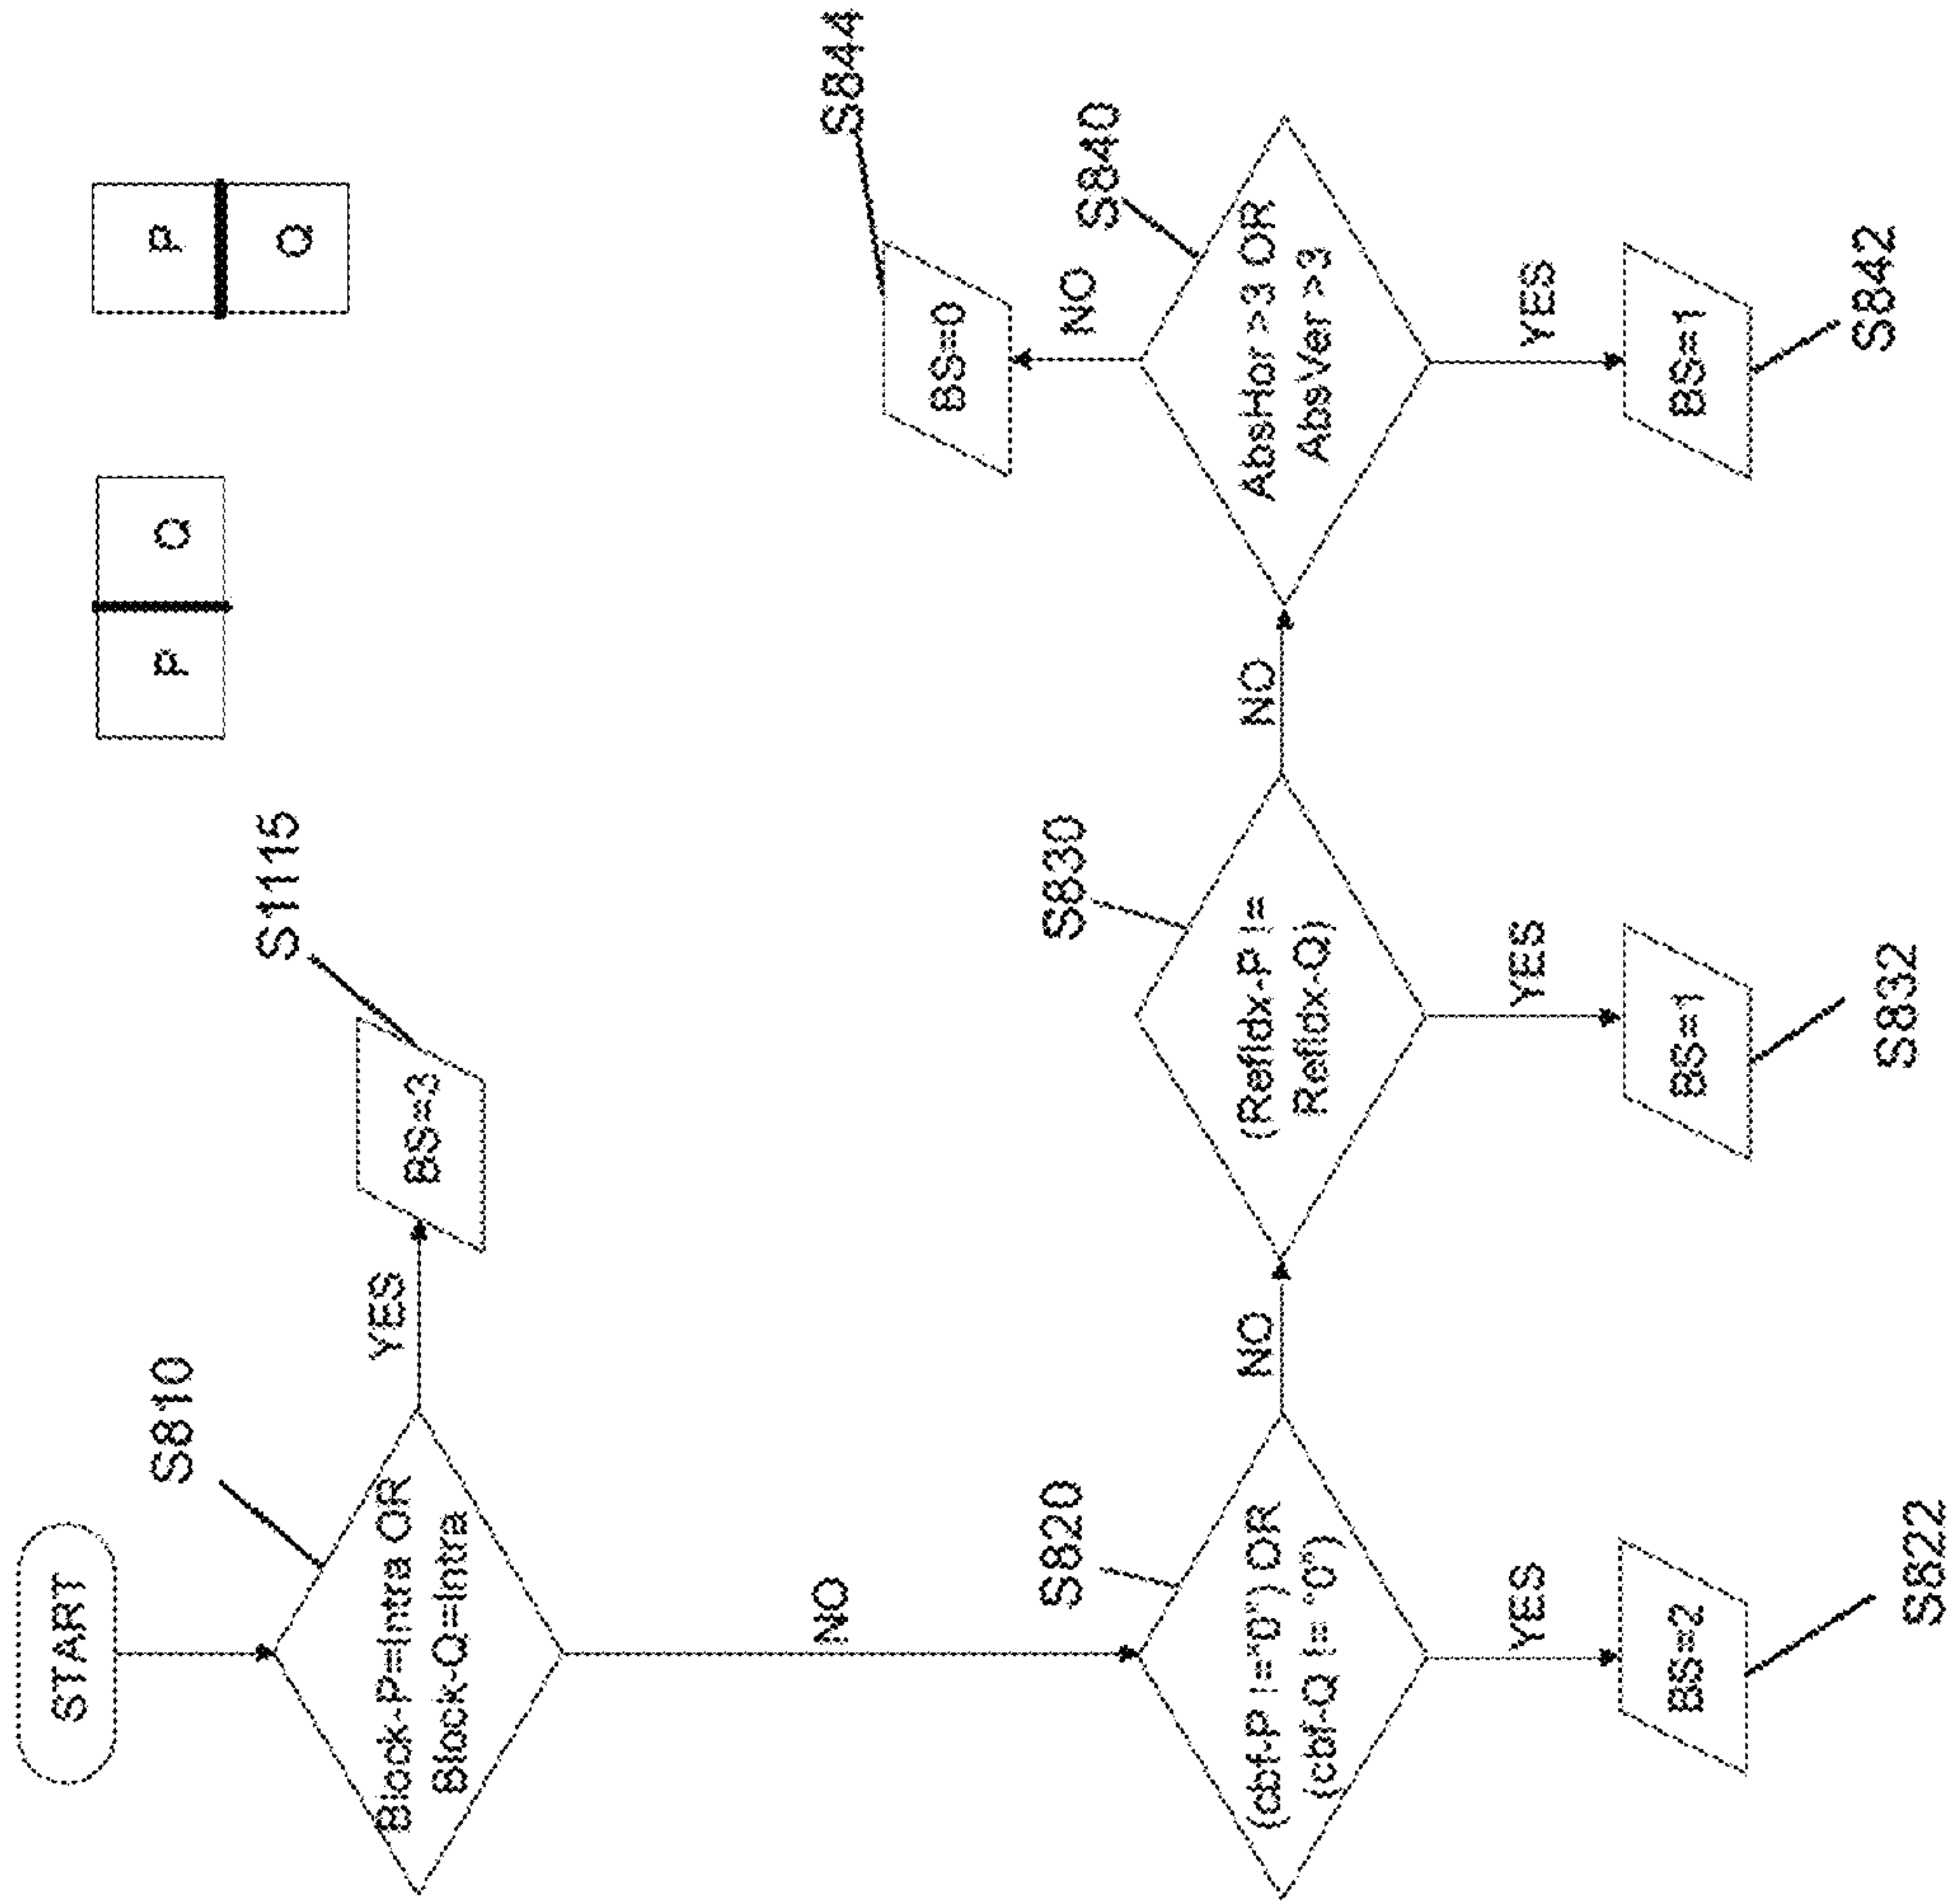 START
S810
Block-P=Intra OR
Block-Q=Intra
YES
S1115
BS=3
P
Q
P
Q
NO
S820
(cbf-P !="0") OR
(cbf-Q != "0")
YES
BS=2
S822
NO
S830
(RefIdx-P !=
RefIdx-Q)
YES
BS=1
S832
NO
S840
AbsHor >3 OR
AbsVer >3
NO
BS=0
S844
YES
BS=1
S842